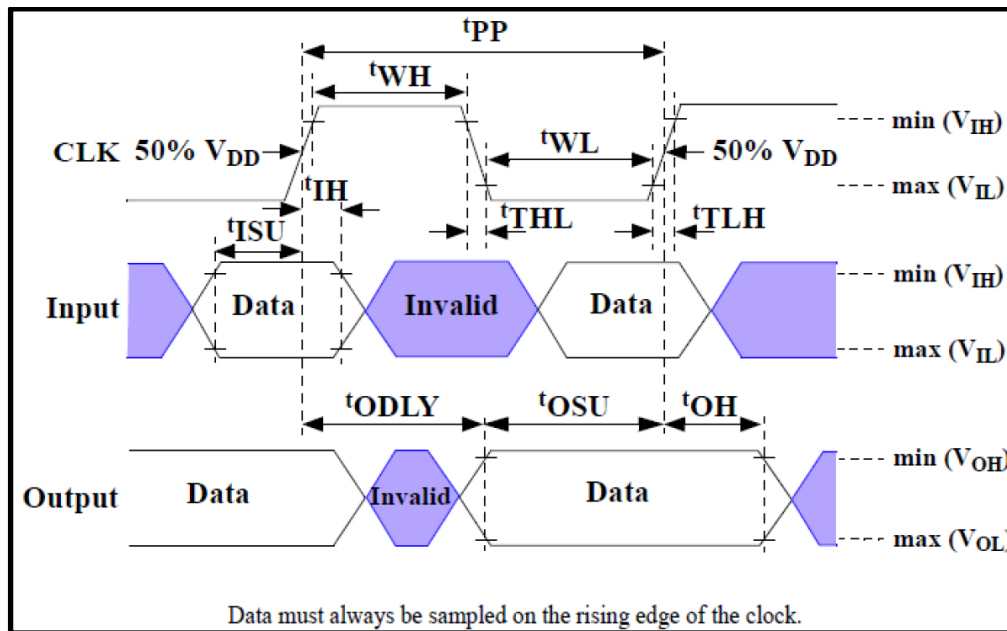 tPP
tWH
min (VIH)
CLK 50% VDD
tWL
50% VDD
max (VIL)
tIH
tTHL
tTLH
tISU
min (VIH)
Input
Data
Invalid
Data
max (VIL)
tODLY
tOSU
tOH
min (VOH)
Output
Data
Invalid
Data
max (VOL)
Data must always be sampled on the rising edge of the clock.